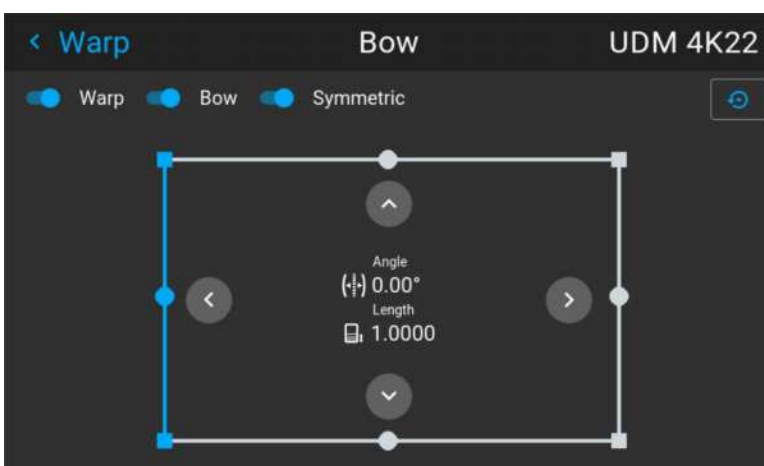 Warp Bow UDM 4K22
Warp Bow Symmetric
Angle
0.00°
Length
1.0000